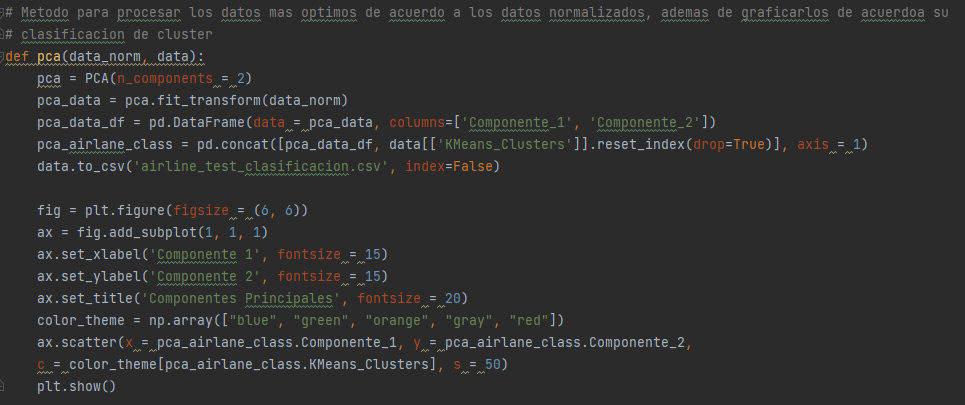 # Metodo para procesar los datos mas optimos de acuerdo a los datos normalizados, ademas de graficarlos de acuerdoa su
# clasificacion de cluster
def pca(data_norm, data):
    pca = PCA(n_components = 2)
    pca_data = pca.fit_transform(data_norm)
    pca_data_df = pd.DataFrame(data = pca_data, columns=['Componente_1', 'Componente_2'])
    pca_airlane_class = pd.concat([pca_data_df, data[['KMeans_Clusters']].reset_index(drop=True)], axis = 1)
    data.to_csv('airline_test_clasificacion.csv', index=False)

    fig = plt.figure(figsize = (6, 6))
    ax = fig.add_subplot(1, 1, 1)
    ax.set_xlabel('Componente 1', fontsize = 15)
    ax.set_ylabel('Componente 2', fontsize = 15)
    ax.set_title('Componentes Principales', fontsize = 20)
    color_theme = np.array(["blue", "green", "orange", "gray", "red"])
    ax.scatter(x = pca_airlane_class.Componente_1, y = pca_airlane_class.Componente_2,
    c = color_theme[pca_airlane_class.KMeans_Clusters], s = 50)
    plt.show()